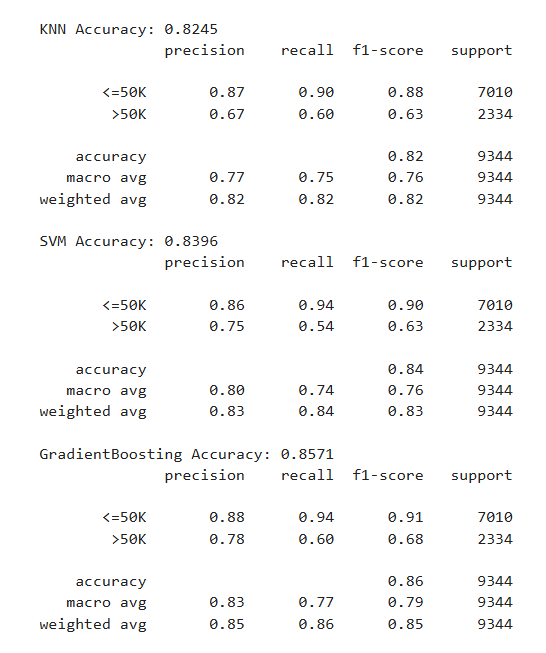 KNN Accuracy: 0.8245
precision recall f1-score support
<=50K 0.87 0.90 0.88 7010
>50K 0.67 0.60 0.63 2334
accuracy 0.82 9344
macro avg 0.77 0.75 0.76 9344
weighted avg 0.82 0.82 0.82 9344
SVM Accuracy: 0.8396
precision recall f1-score support
<=50K 0.86 0.94 0.90 7010
>50K 0.75 0.54 0.63 2334
accuracy 0.84 9344
macro avg 0.80 0.74 0.76 9344
weighted avg 0.83 0.84 0.83 9344
GradientBoosting Accuracy: 0.8571
precision recall f1-score support
<=50K 0.88 0.94 0.91 7010
>50K 0.78 0.60 0.68 2334
accuracy 0.86 9344
macro avg 0.83 0.77 0.79 9344
weighted avg 0.85 0.86 0.85 9344